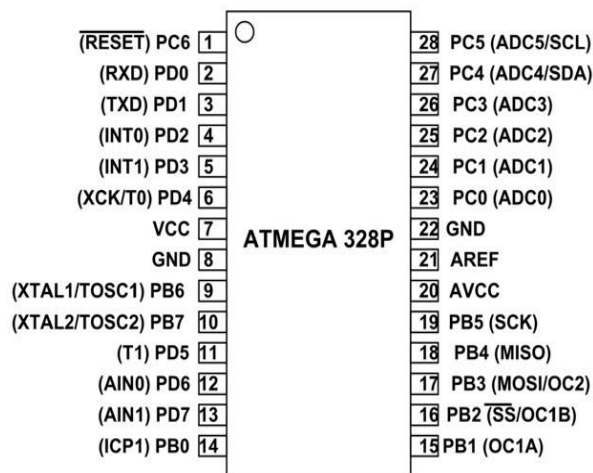 (RESET) PC6 1
(RXD) PD0 2
(TXD) PD1 3
(INT0) PD2 4
(INT1) PD3 5
(XCK/T0) PD4 6
VCC 7
GND 8
(XTAL1/TOSC1) PB6 9
(XTAL2/TOSC2) PB7 10
(T1) PD5 11
(AIN0) PD6 12
(AIN1) PD7 13
(ICP1) PB0 14
ATMEGA 328P
28 PC5 (ADC5/SCL)
27 PC4 (ADC4/SDA)
26 PC3 (ADC3)
25 PC2 (ADC2)
24 PC1 (ADC1)
23 PC0 (ADC0)
22 GND
21 AREF
20 AVCC
19 PB5 (SCK)
18 PB4 (MISO)
17 PB3 (MOSI/OC2)
16 PB2 (SS/OC1B)
15 PB1 (OC1A)